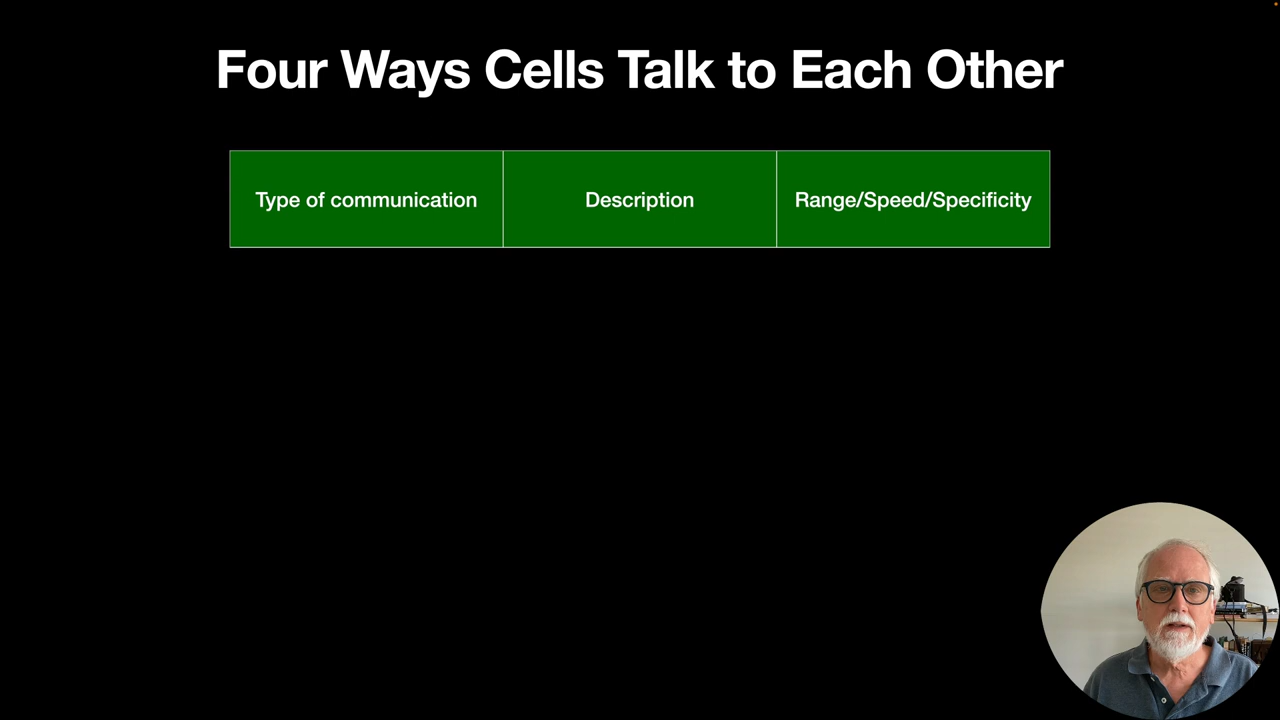 Four Ways Cells Talk to Each Other
Type of communication
Description
Range/Speed/Specificity